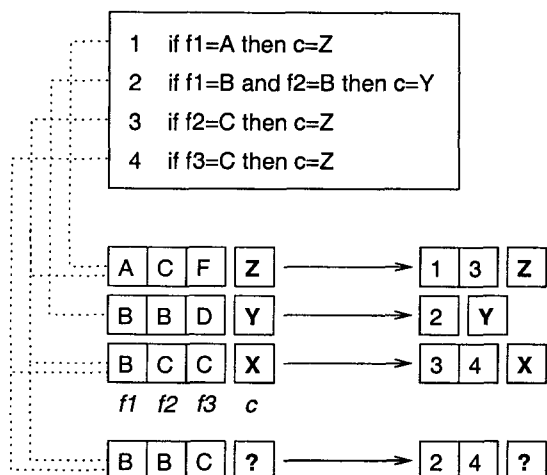 1 if f1=A then c=Z
2 if f1=B and f2=B then c=Y
3 if f2=C then c=Z
4 if f3=C then c=Z
A C F Z 1 3 Z
B B D Y 2 Y
B C C X 3 4 X
f1 f2 f3 c
B B C ? 2 4 ?